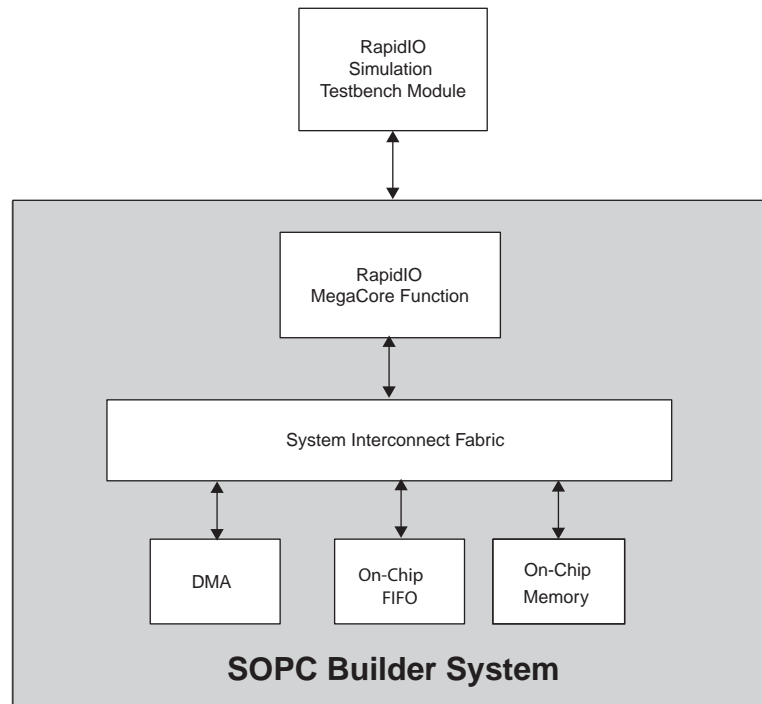 RapidIO
Simulation
Testbench Module
RapidIO
MegaCore Function
System Interconnect Fabric
DMA
On-Chip
FIFO
On-Chip
Memory
SOPC Builder System